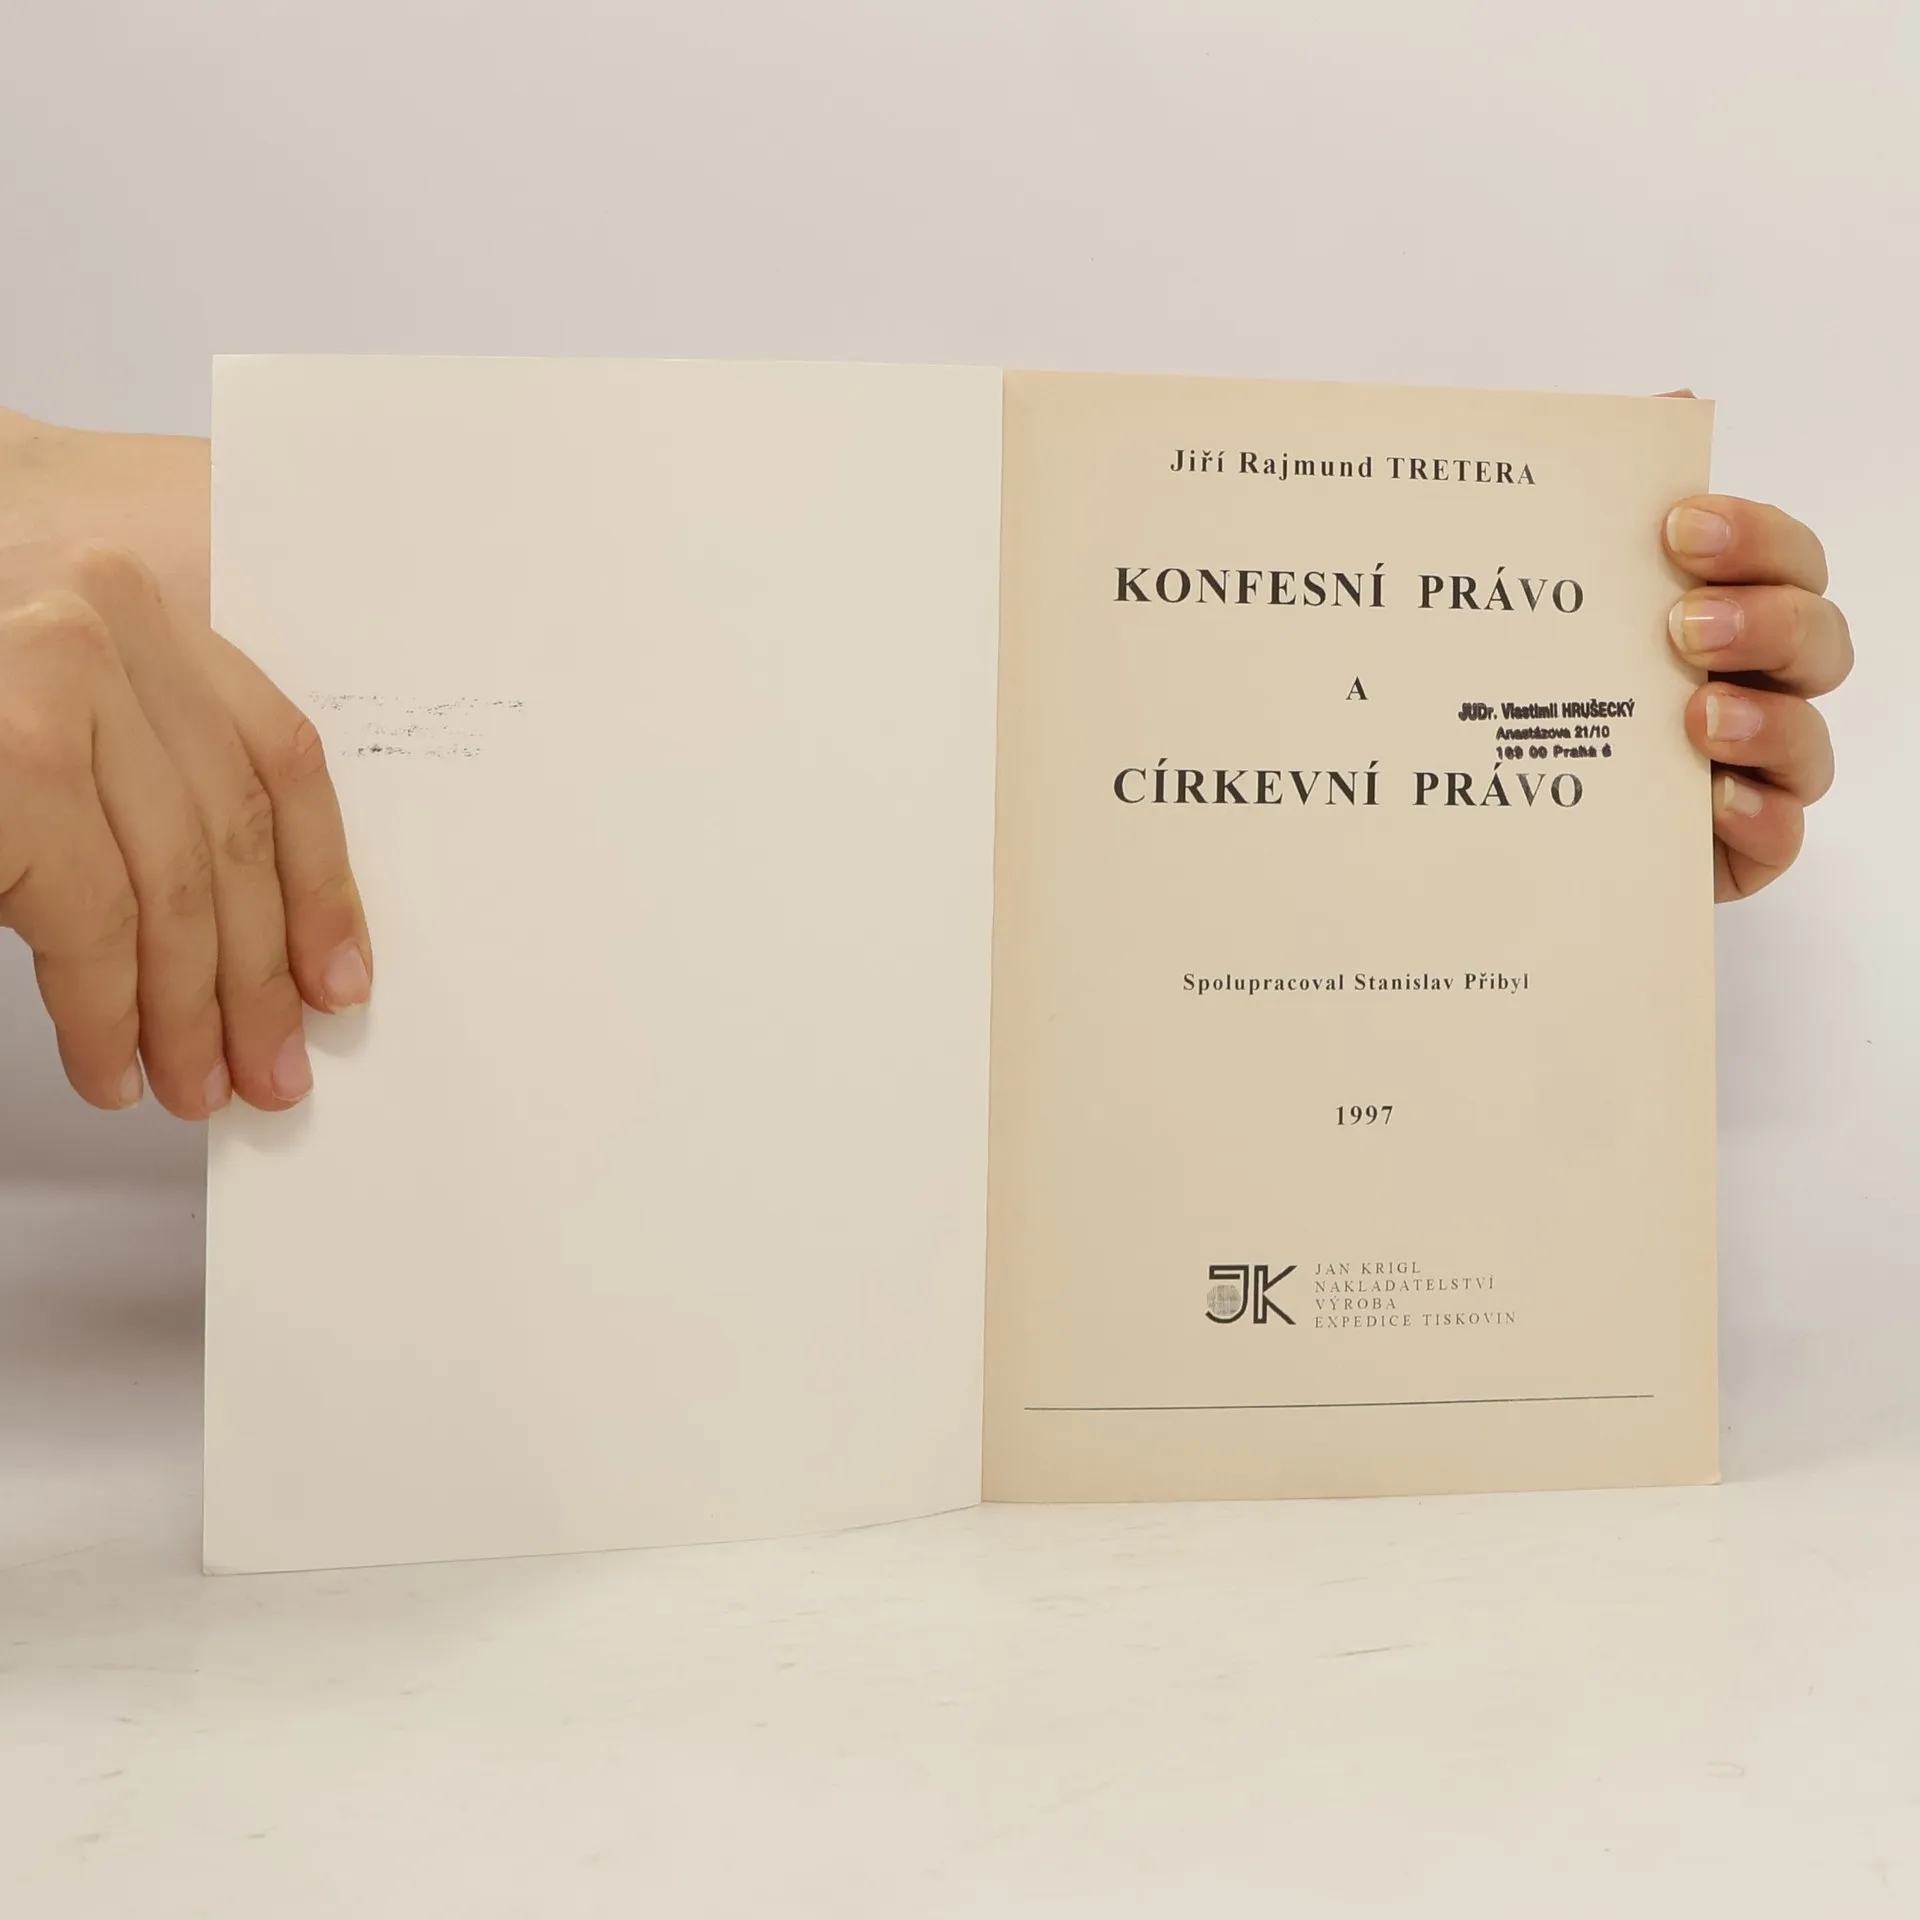 Jiří Rajmund TRETERA
KONFESNÍ PRÁVO
A
JUDr. Vlastimil HRUŠECKÝ
Anastázova 21/10
169 00 Praha 6
CÍRKEVNÍ PRÁVO
Spolupracoval Stanislav Přibyl
1997
JK
JAN KRIGL
NAKLADATELSTVÍ
VÝROBA
EXPEDICE TISKOVIN